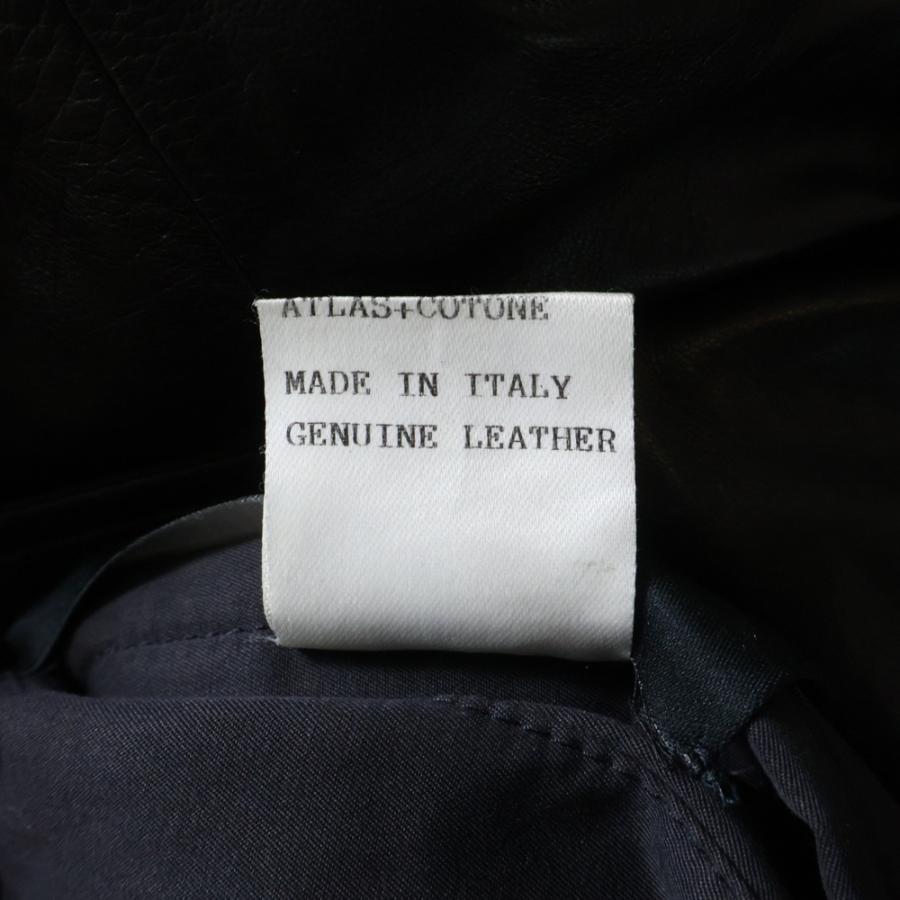 ATLAS+COTONE
MADE IN ITALY
GENUINE LEATHER